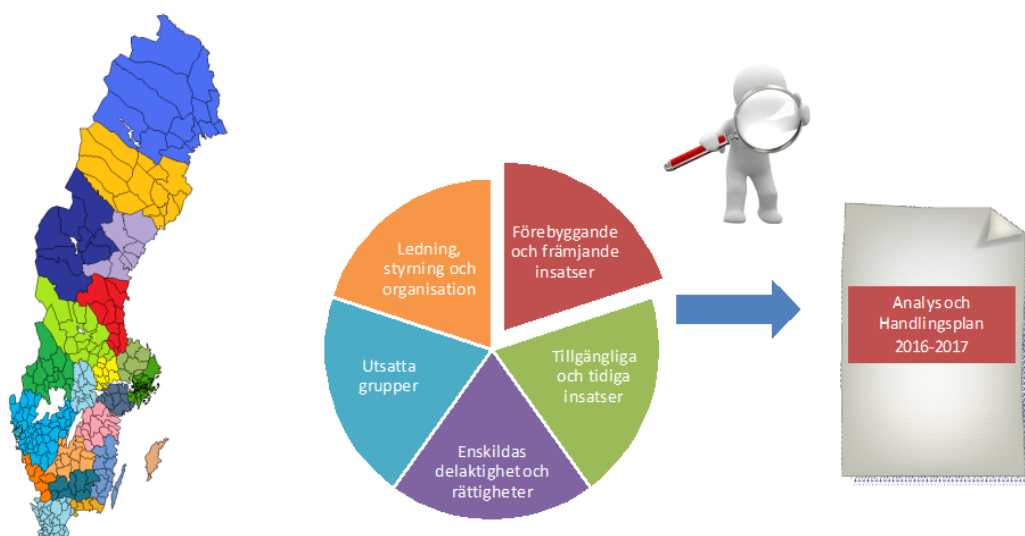 Ledning,
styrning och
organisation
Förebyggande
och främjande
insatser
Utsatta
grupper
Tillgängliga
och tidiga
insatser
Enskildas
delaktighet och
rättigheter
Analys och
Handlingsplan
2016-2017